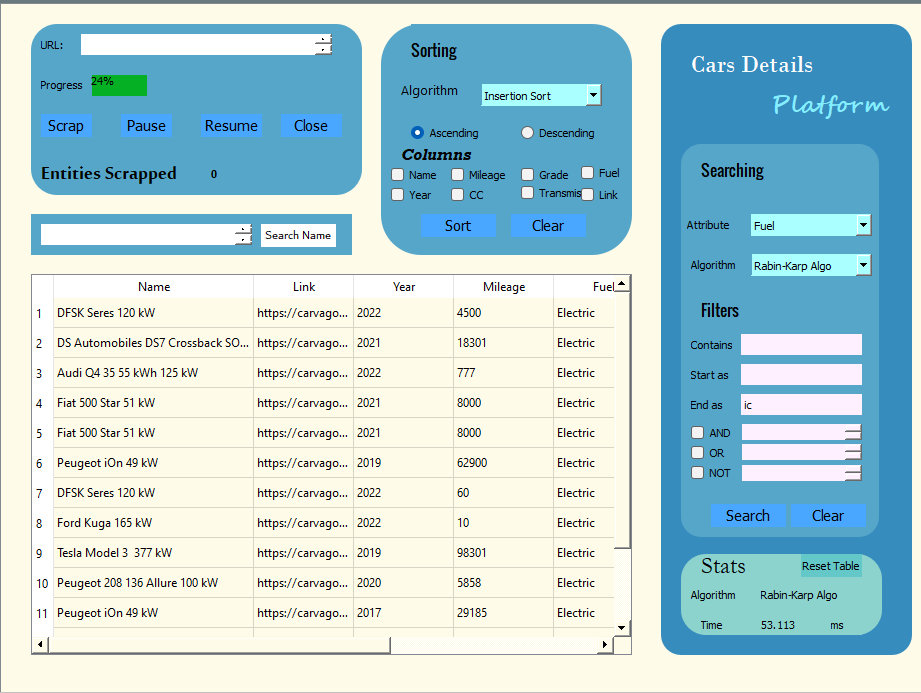 URL:
Progress 24%
Scrap Pause Resume Close
Entities Scrapped 0
Search Name
Sorting
Algorithm Insertion Sort
Ascending Descending
Columns
Name Mileage Grade Fuel
Year CC Transmis Link
Sort Clear
Name Link Year Mileage Fuel
1 DFSK Seres 120 kW https://carvago... 2022 4500 Electric
2 DS Automobiles DS7 Crossback SO... https://carvago... 2021 18301 Electric
3 Audi Q4 35 55 kWh 125 kW https://carvago... 2022 777 Electric
4 Fiat 500 Star 51 kW https://carvago... 2021 8000 Electric
5 Fiat 500 Star 51 kW https://carvago... 2021 8000 Electric
6 Peugeot iOn 49 kW https://carvago... 2019 62900 Electric
7 DFSK Seres 120 kW https://carvago... 2022 60 Electric
8 Ford Kuga 165 kW https://carvago... 2022 10 Electric
9 Tesla Model 3 377 kW https://carvago... 2019 98301 Electric
10 Peugeot 208 136 Allure 100 kW https://carvago... 2020 5858 Electric
11 Peugeot iOn 49 kW https://carvago... 2017 29185 Electric
Cars Details
Platform
Searching
Attribute Fuel
Algorithm Rabin-Karp Algo
Filters
Contains
Start as
End as ic
AND
OR
NOT
Search Clear
Stats Reset Table
Algorithm Rabin-Karp Algo
Time 53.113 ms